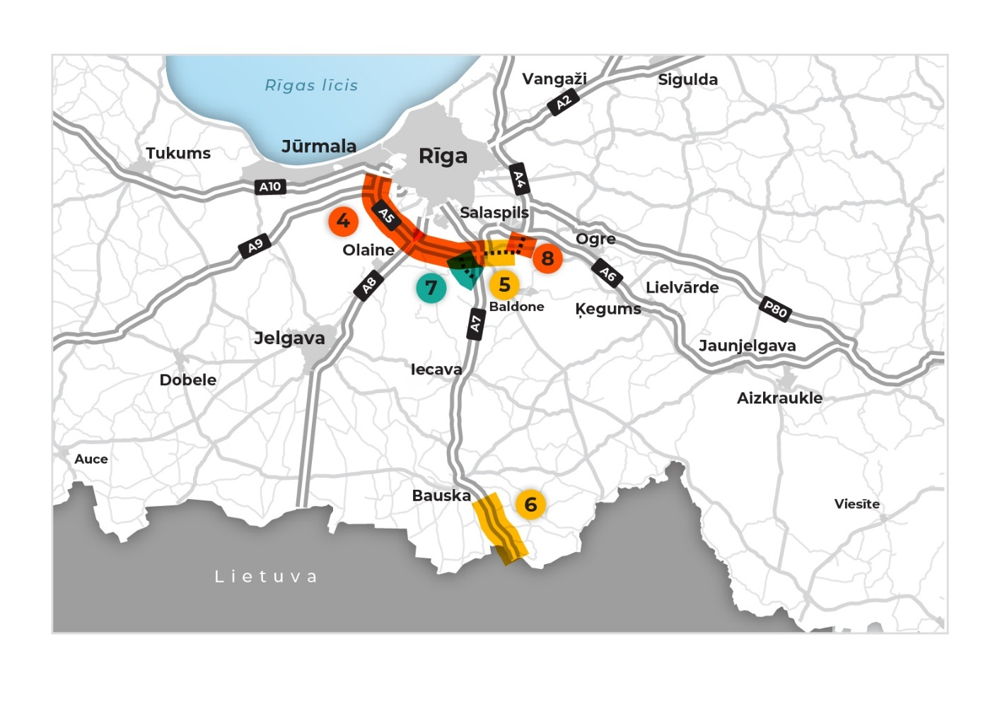 Rīgas līcis
Vangaži
Sigulda
A2
Jūrmala
Tukums
Rīga
A10
A4
Salaspils
A5
4
Ogre
A9
Olaine
8
A6
A8
7
5
Lielvārde
Baldone
Ķegums
P80
A7
Jelgava
Jaunjelgava
Iecava
Dobele
Aizkraukle
Auce
Bauska
6
Viesīte
Lietuva